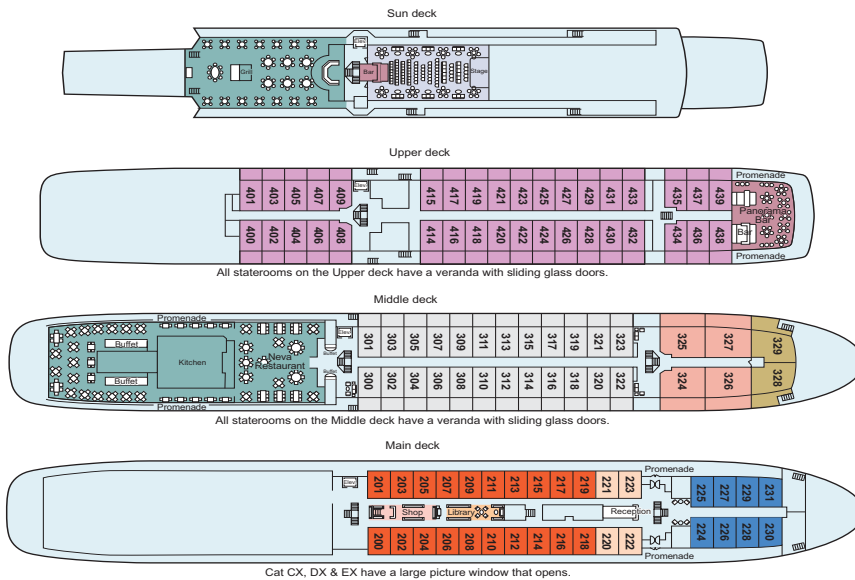 Sun deck
Elev
Grill
Bar
Stage
Upper deck
Promenade
401 403 405 407 409
Elev
415 417 419 421 423 425 427 429 431 433
435 437 439
Panorama
Bar
Bar
400 402 404 406 408
414 416 418 420 422 424 426 428 430 432
434 436 438
Promenade
All staterooms on the Upper deck have a veranda with sliding glass doors.
Middle deck
Promenade
Elev
Buffet
Buffet
301 303 305 307 309 311 313 315 317 319 321 323
325 327 329
Kitchen
Neva
Restaurant
Buffet
Buffet
300 302 304 306 308 310 312 314 316 318 320 322
324 326 328
Promenade
All staterooms on the Middle deck have a veranda with sliding glass doors.
Main deck
Promenade
Elev
201 203 205 207 209 211 213 215 217 219 221 223
225 227 229 231
Shop
Library
Reception
200 202 204 206 208 210 212 214 216 218 220 222
224 226 228 230
Promenade
Cat CX, DX & EX have a large picture window that opens.